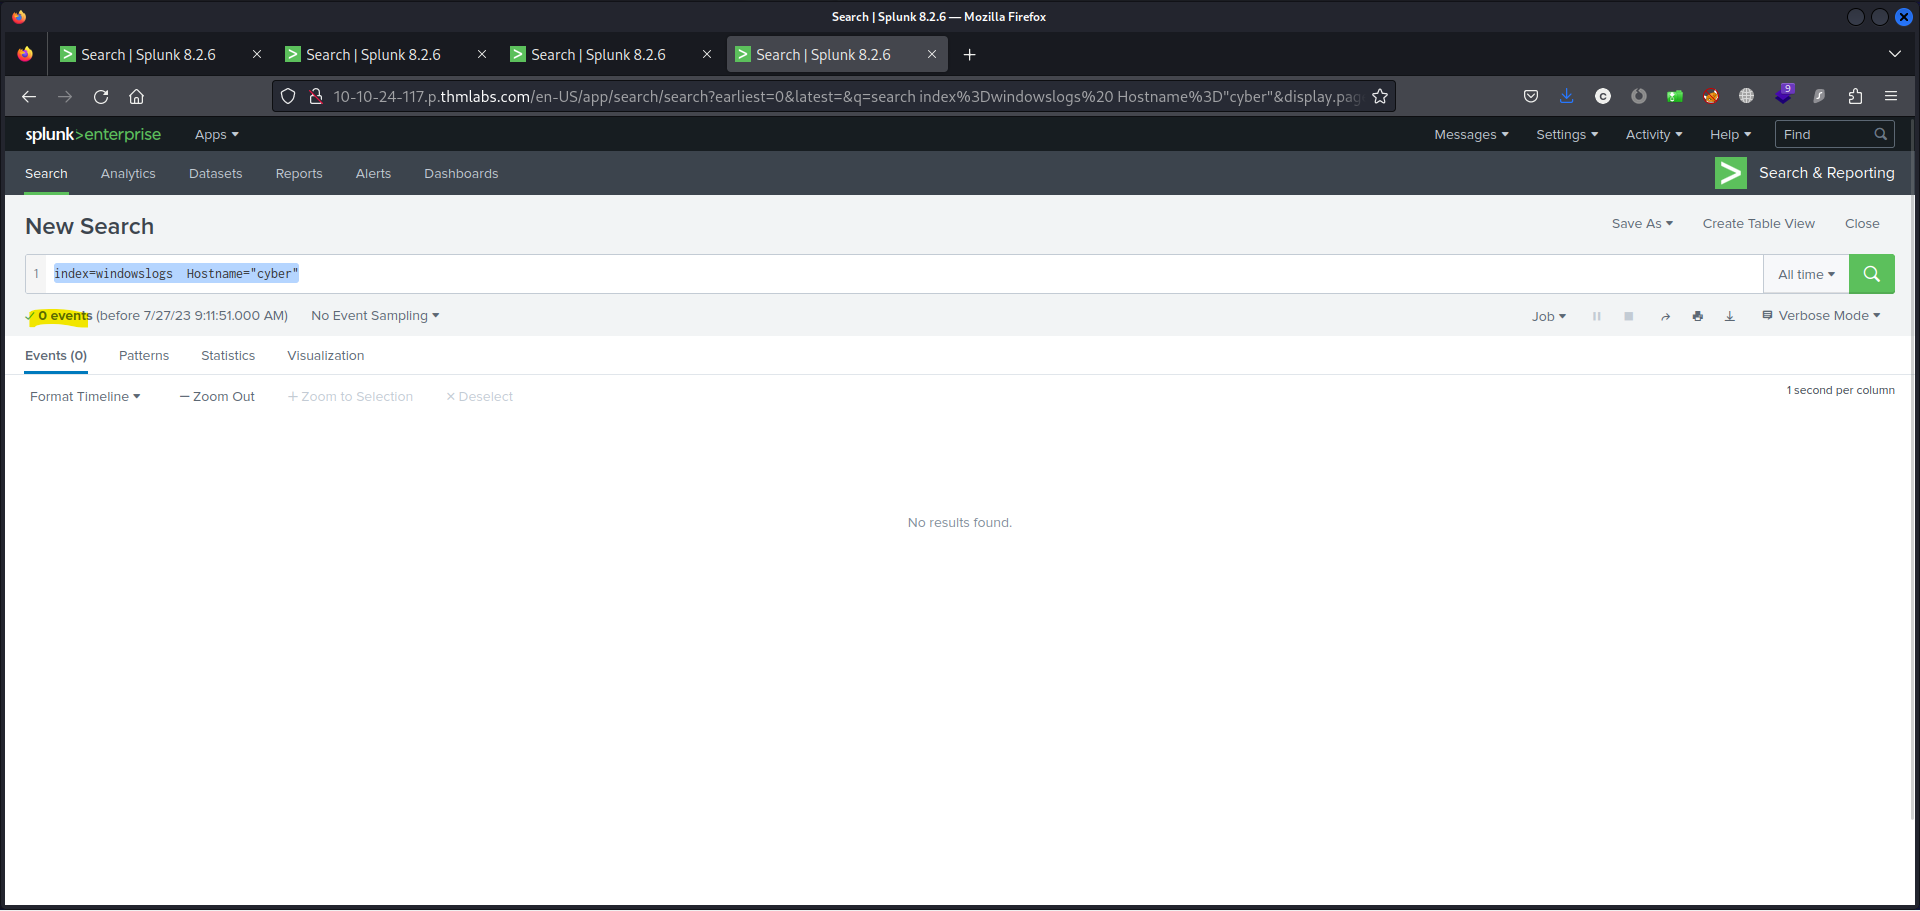 Search | Splunk 8.2.6 — Mozilla Firefox
Search | Splunk 8.2.6 Search | Splunk 8.2.6 Search | Splunk 8.2.6 Search | Splunk 8.2.6
10-10-24-117.p.thmlabs.com/en-US/app/search/search?earliest=0&latest=&q=search index%3Dwindowslogs%20 Hostname%3D"cyber"&display.pag
C 9
splunk>enterprise Apps Messages Settings Activity Help Find
Search Analytics Datasets Reports Alerts Dashboards Search & Reporting
New Search Save As Create Table View Close
1 index=windowslogs  Hostname="cyber" All time
0 events (before 7/27/23 9:11:51.000 AM) No Event Sampling Job Verbose Mode
Events (0) Patterns Statistics Visualization
Format Timeline — Zoom Out + Zoom to Selection × Deselect 1 second per column
No results found.